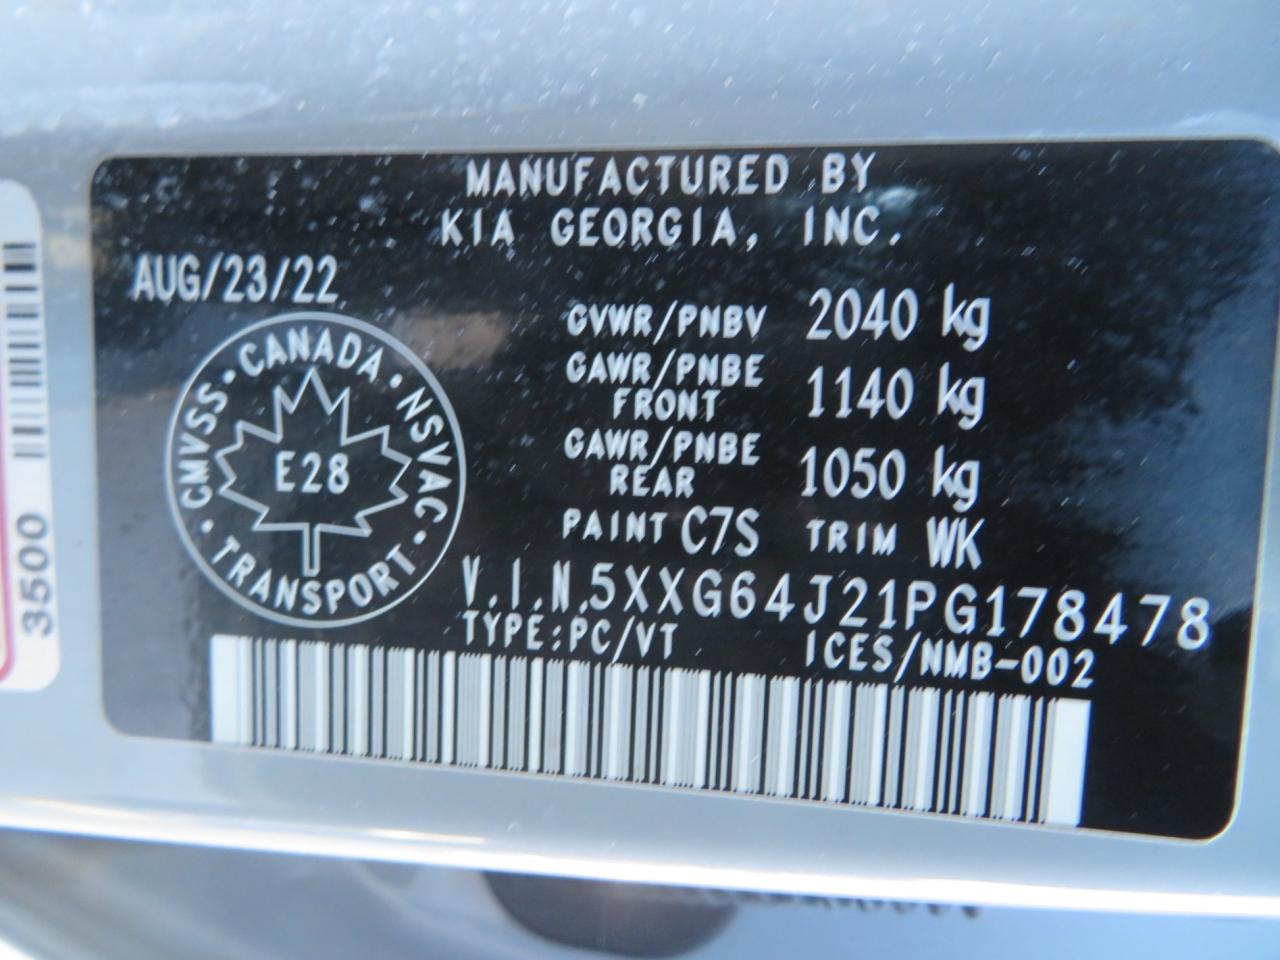 MANUFACTURED BY
KIA GEORGIA, INC.
AUG/23/22
GVWR/PNBV 2040 kg
GAWR/PNBE FRONT 1140 kg
GAWR/PNBE REAR 1050 kg
PAINT C7S TRIM WK
V.I.N.5XXG64J21PG178478
TYPE:PC/VT ICES/NMB-002
CMVSS • CANADA • NSVAC • TRANSPORT •
E28
3500